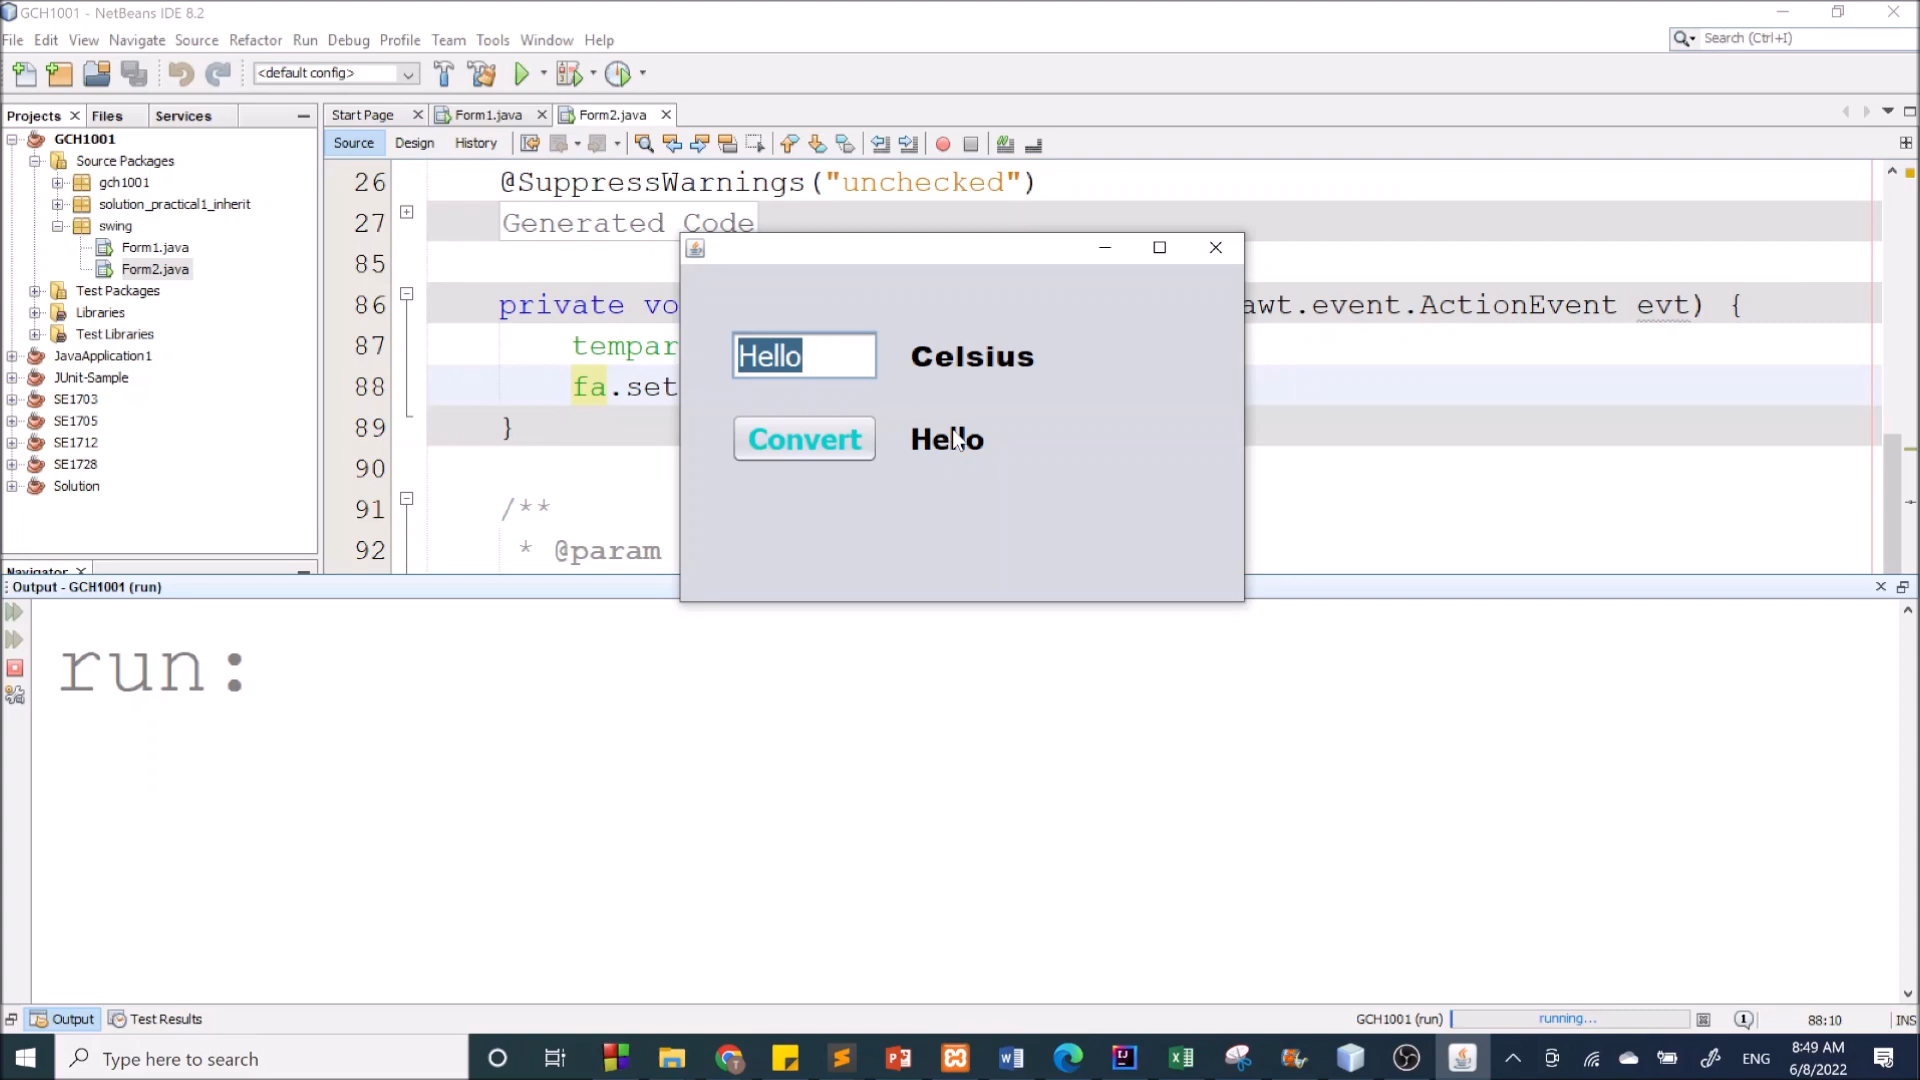 GCH1001 - NetBeans IDE 8.2
File Edit View Navigate Source Refactor Run Debug Profile Team Tools Window Help
Search (Ctrl+I)
<default config>
Projects Files Services
Start Page Form1.java Form2.java
Source Design History
GCH1001
Source Packages
gch1001
solution_practical1_inherit
swing
Form1.java
Form2.java
Test Packages
Libraries
Test Libraries
JavaApplication1
JUnit-Sample
SE1703
SE1705
SE1712
SE1728
Solution
Navigator
26 @SuppressWarnings("unchecked")
27 Generated Code
85
86 private vo awt.event.ActionEvent evt) {
87 tempar
88 fa.set
89 }
90
91 /**
92 * @param
Hello Celsius
Convert Hello
Output - GCH1001 (run)
run:
Output Test Results
GCH1001 (run) running... 1 88:10 INS
Type here to search
ENG
8:49 AM
6/8/2022